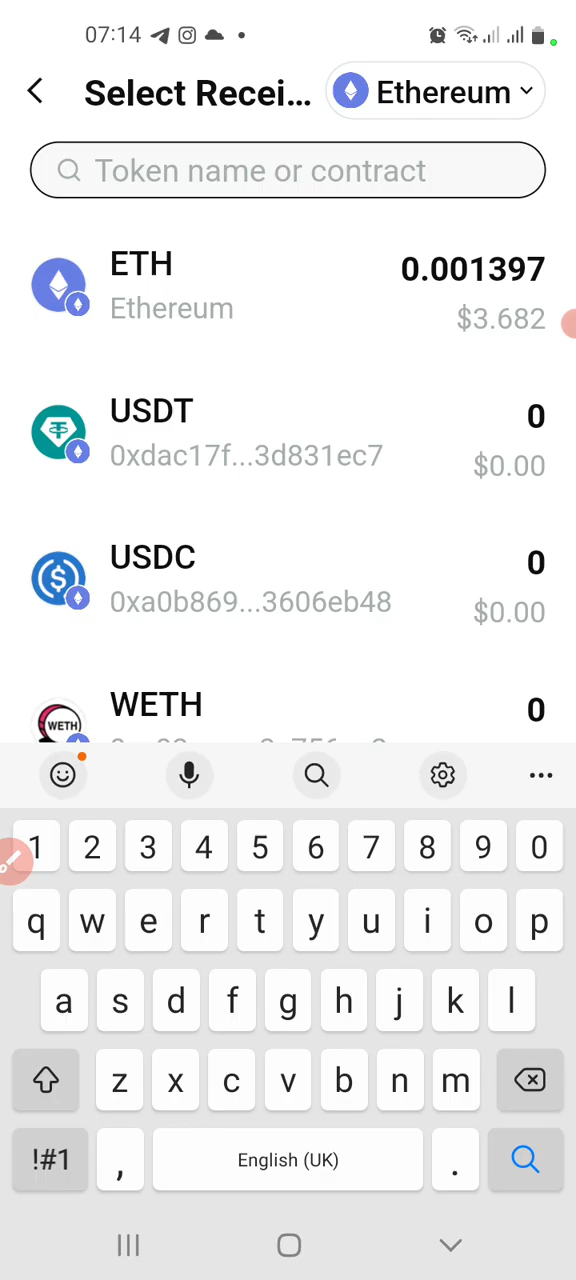 07:14
Select Recei... Ethereum
Token name or contract
ETH 0.001397
Ethereum $3.682
USDT 0
0xdac17f...3d831ec7 $0.00
USDC 0
0xa0b869...3606eb48 $0.00
WETH WETH 0
1 2 3 4 5 6 7 8 9 0
q w e r t y u i o p
a s d f g h j k l
z x c v b n m
!#1 , English (UK) .